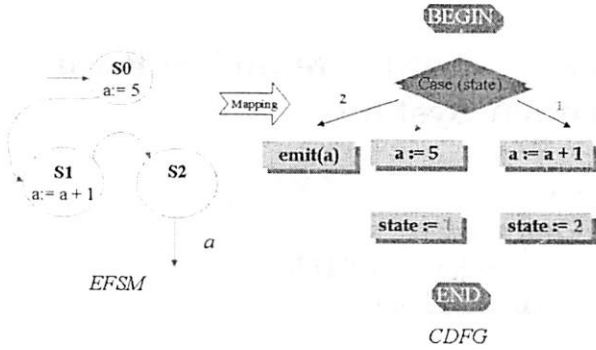 S0
a:= 5
S1
a:= a + 1
S2
a
EFSM
Mapping
BEGIN
Case (state)
2
1
emit(a)
a := 5
a := a + 1
state := 1
state := 2
END
CDFG